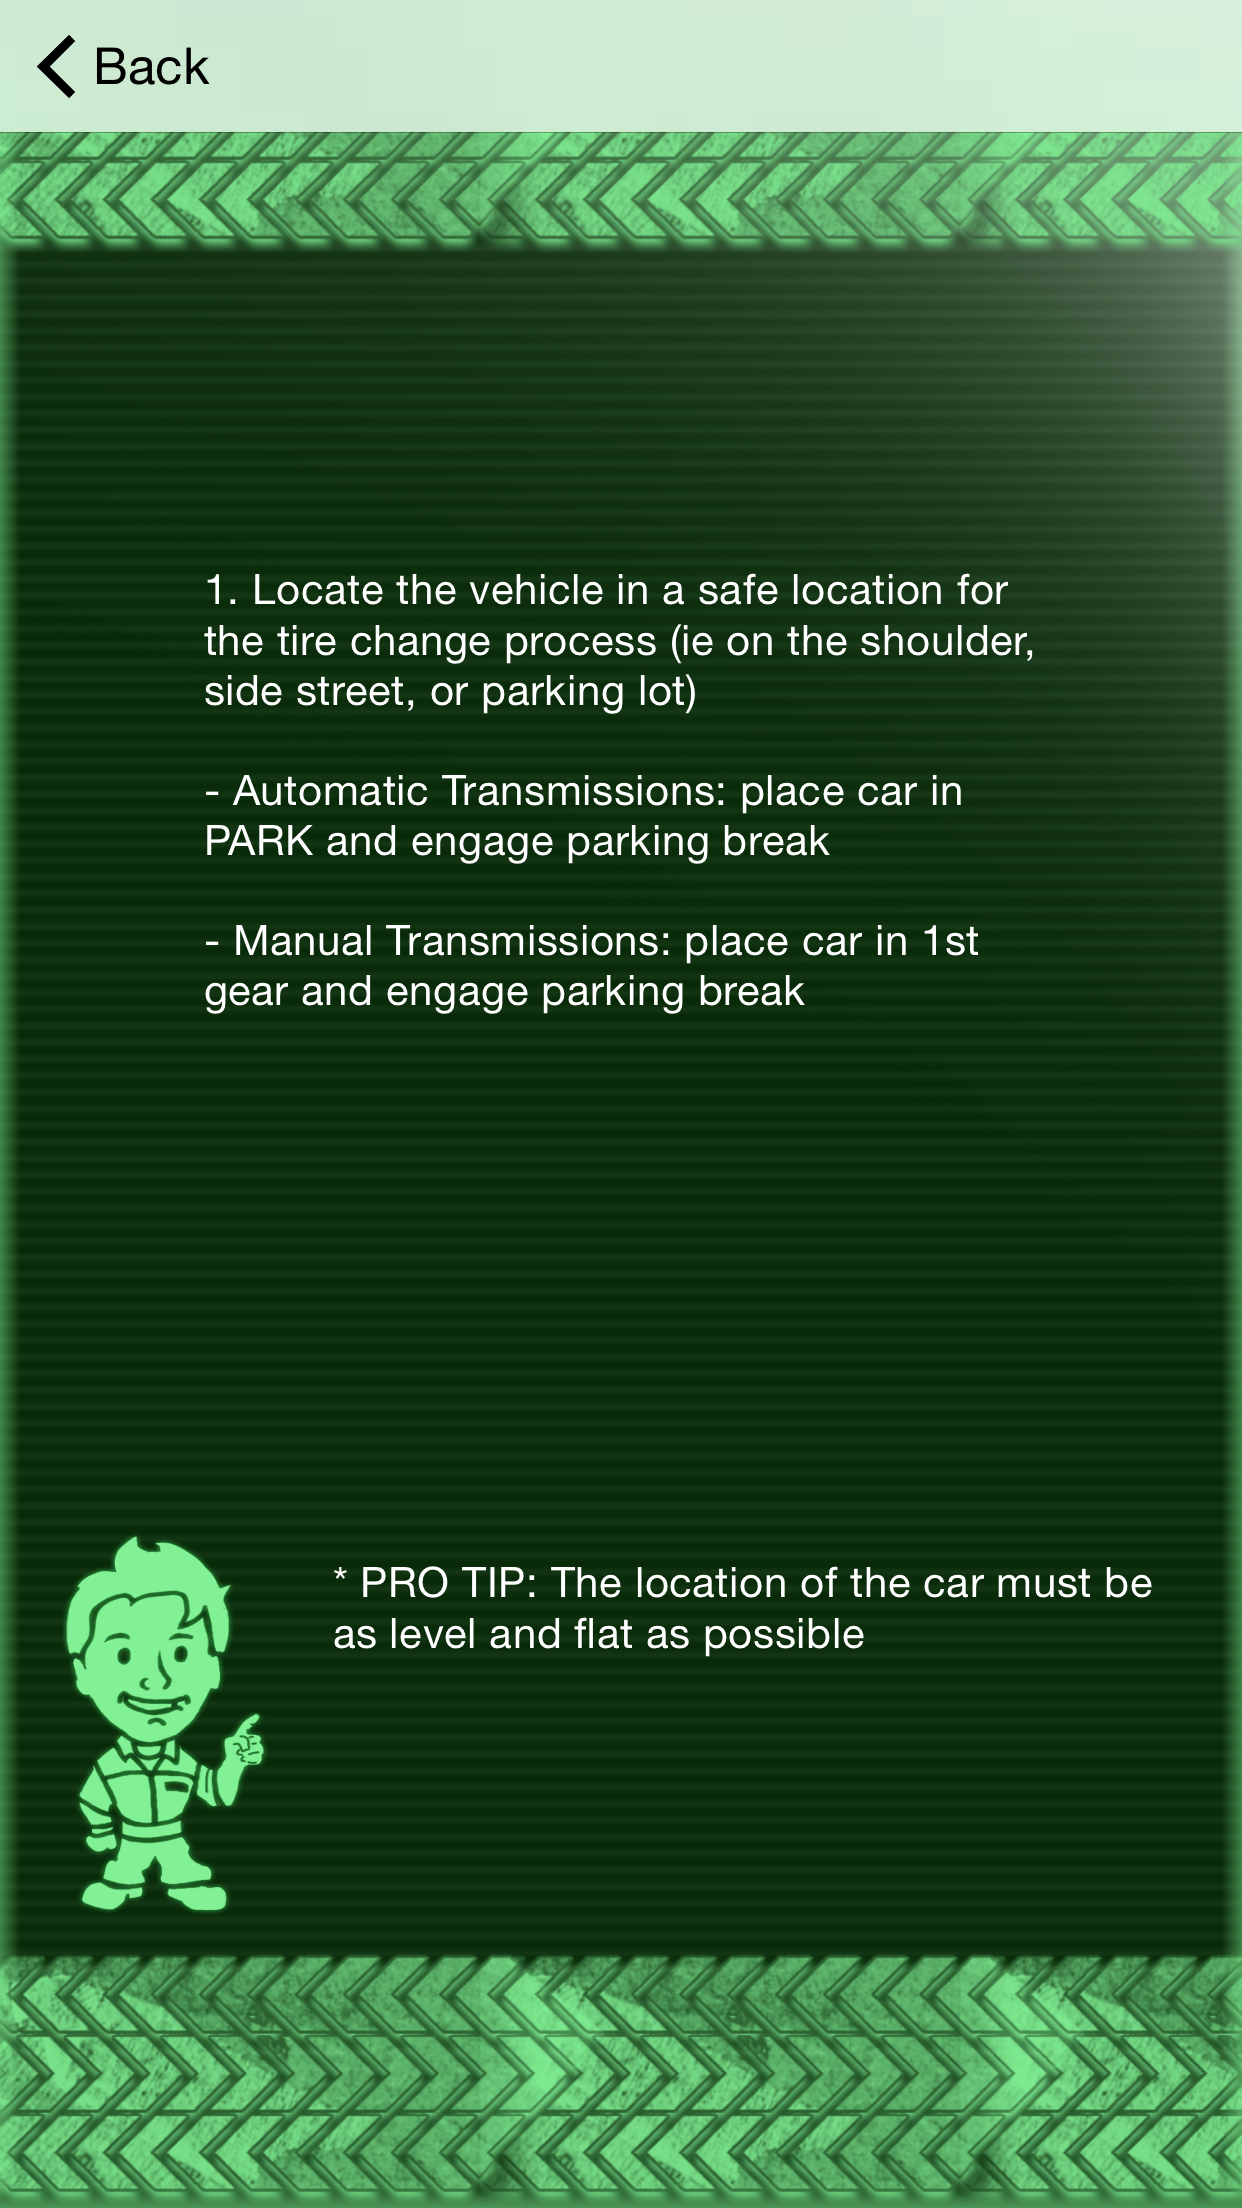 Back
1. Locate the vehicle in a safe location for
the tire change process (ie on the shoulder,
side street, or parking lot)
- Automatic Transmissions: place car in
PARK and engage parking break
- Manual Transmissions: place car in 1st
gear and engage parking break
* PRO TIP: The location of the car must be
as level and flat as possible